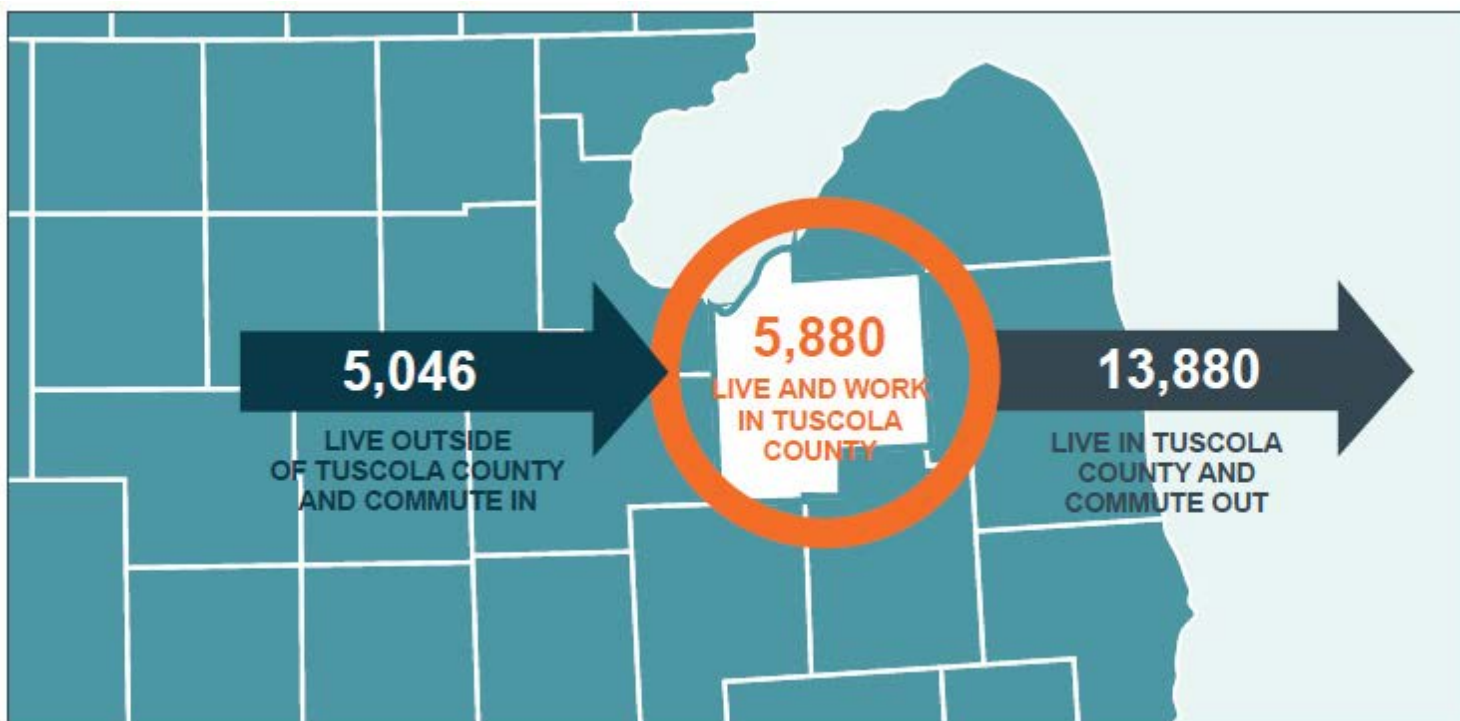 5,046
LIVE OUTSIDE
OF TUSCOLA COUNTY
AND COMMUTE IN
5,880
LIVE AND WORK
IN TUSCOLA
COUNTY
13,880
LIVE IN TUSCOLA
COUNTY AND
COMMUTE OUT